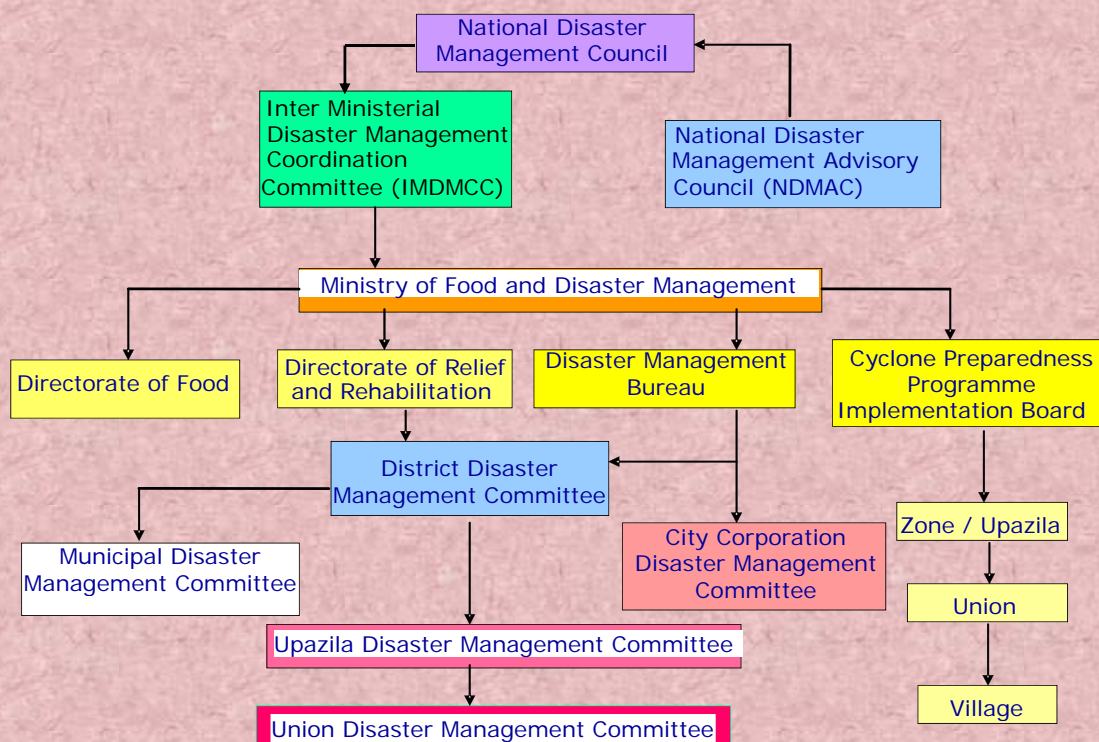 National Disaster
Management Council
Inter Ministerial
Disaster Management
Coordination
Committee (IMDMCC)
National Disaster
Management Advisory
Council (NDMAC)
Ministry of Food and Disaster Management
Directorate of Food
Directorate of Relief
and Rehabilitation
Disaster Management
Bureau
Cyclone Preparedness
Programme
Implementation Board
District Disaster
Management Committee
Municipal Disaster
Management Committee
City Corporation
Disaster Management
Committee
Zone / Upazila
Union
Upazila Disaster Management Committee
Village
Union Disaster Management Committee